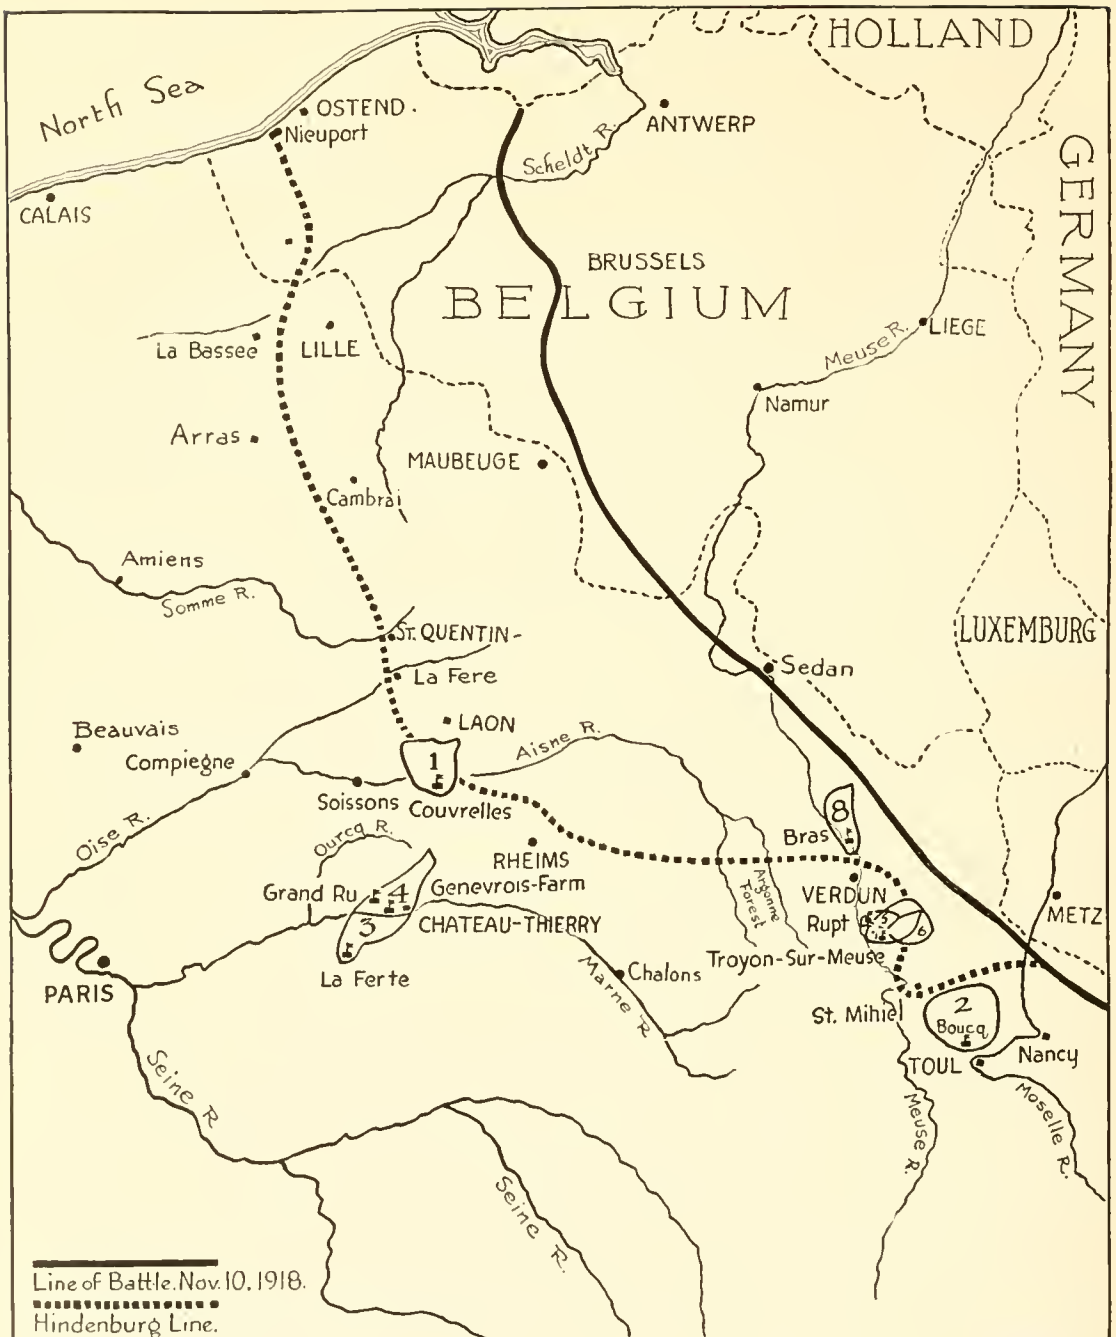 HOLLAND
North Sea
OSTEND.
Nieuport
ANTWERP
Scheldt R.
GERMANY
CALAIS
BRUSSELS
BELGIUM
LIEGE
Meuse R.
La Bassee
LILLE
Namur
Arras
MAUBEUGE
Cambrai
Amiens
Somme R.
ST. QUENTIN-
LUXEMBURG
La Fere
Sedan
Beauvais
LAON
Compiegne
Aisne R.
1
Soissons
Couvrelles
8
Bras
Oise R.
Ourcq R.
RHEIMS
Grand Ru
4
Genevrois-Farm
Argonne
Forest
VERDUN
METZ
3
CHATEAU-THIERRY
Rupt
7
5
6
La Ferte
Troyon-Sur-Meuse
PARIS
Chalons
Marne R
St. Mihiel
2
Boucq
Nancy
TOUL
Seine R
Meuse R.
Moselle R.
Seine R.
Line of Battle. Nov. 10, 1918.
Hindenburg Line.